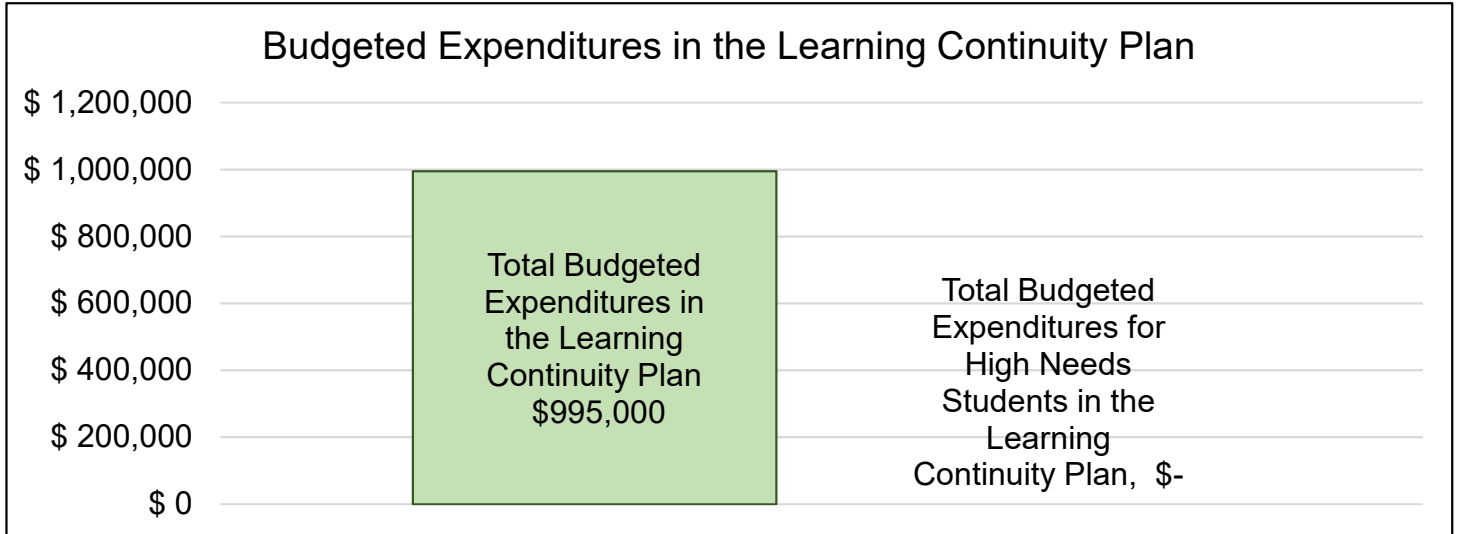 Budgeted Expenditures in the Learning Continuity Plan
$ 1,200,000
$ 1,000,000
$ 800,000
$ 600,000
$ 400,000
$ 200,000
$ 0
Total Budgeted
Expenditures in
the Learning
Continuity Plan
$995,000
Total Budgeted
Expenditures for
High Needs
Students in the
Learning
Continuity Plan, $-